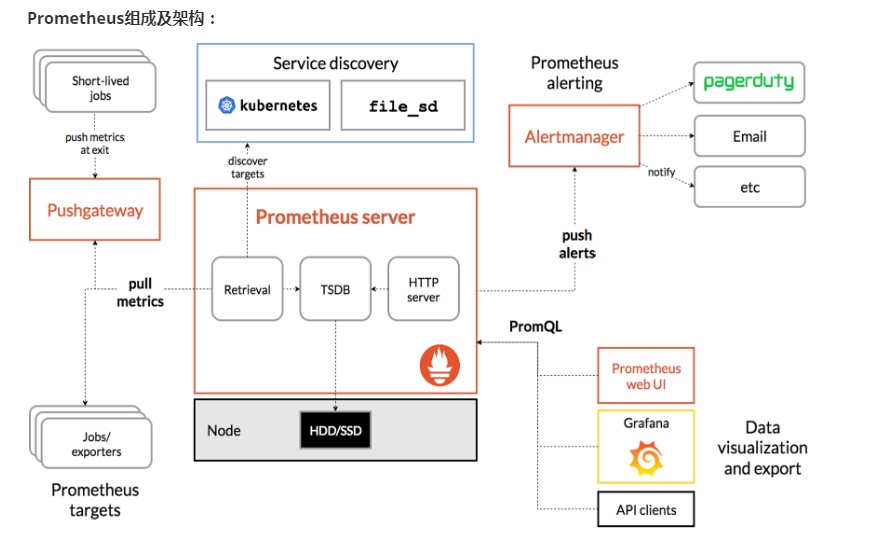 Prometheus组成及架构：
Short-lived
jobs
push metrics
at exit
Pushgateway
pull
metrics
Jobs/
exporters
Prometheus
targets
Service discovery
kubernetes
file_sd
discover
targets
Prometheus server
Retrieval
TSDB
HTTP
server
Node
HDD/SSD
Prometheus
alerting
Alertmanager
push
alerts
notify
pagerduty
Email
etc
PromQL
Prometheus
web UI
Grafana
API clients
Data
visualization
and export